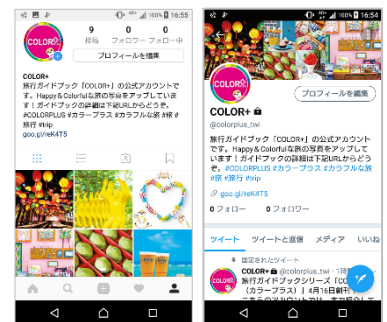 100% 16:55
COLOR+
9 0 0
投稿 フォロワー フォロー中
プロフィールを編集
COLOR+
旅行ガイドブック「COLOR+」の公式アカウント
です。Happy＆Colorfulな旅の写真をアップしていま
す！ガイドブックの詳細は下記URLからどうぞ。
#COLORPLUS #カラープラス #カラフルな旅 #旅 #
旅行 #trip
goo.gl/reK4T5
100% 16:54
COLOR+
プロフィールを編集
COLOR+
@colorplus_twi
旅行ガイドブック「COLOR+」の公式アカウント
です。Happy＆Colorfulな旅の写真をアップして
います！ガイドブックの詳細は下記URLからどう
ぞ。#COLORPLUS #カラープラス #カラフルな旅
#旅 #旅行 #trip
goo.gl/reK4T5
0 フォロー 0 フォロワー
ツイート ツイートと返信 メディア いいね
固定されたツイート
COLOR+ @colorplus_twi · 1時間
旅行ガイドブックシリーズ「COLOR+
（カラープラス）」4月16日創刊！